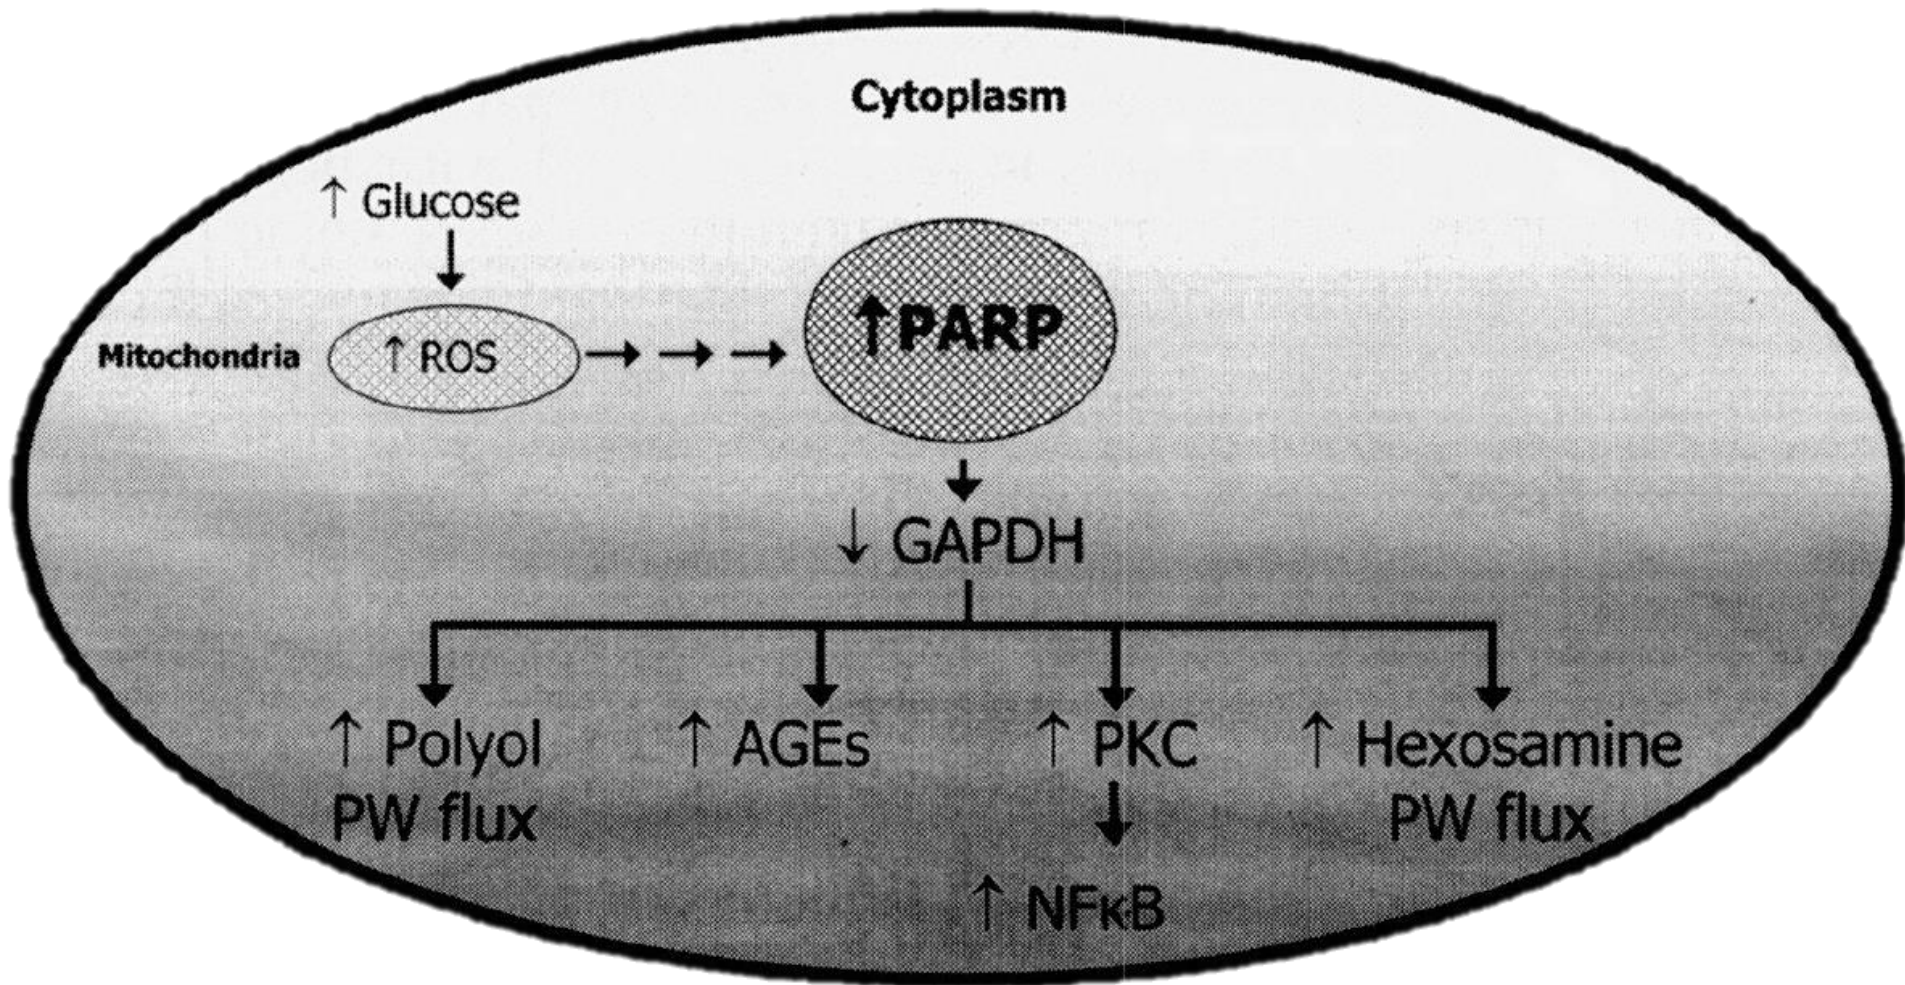 Cytoplasm
↑ Glucose
Mitochondria
↑ ROS
↑PARP
↓ GAPDH
↑ Polyol
PW flux
↑ AGEs
↑ PKC
↑ Hexosamine
PW flux
↑ NFκB